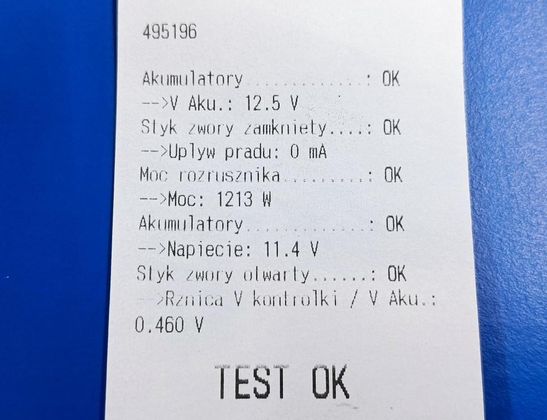 495196
Akumulatory.............: OK
-->V Aku.: 12.5 V
Styk zwory zamkniety....: OK
-->Uplyw pradu: 0 mA
Moc rozrusznika.........: OK
-->Moc: 1213 W
Akumulatory.............: OK
-->Napiecie: 11.4 V
Styk zwory otwarty......: OK
-->Rznica V kontrolki / V Aku.:
0.460 V
TEST OK